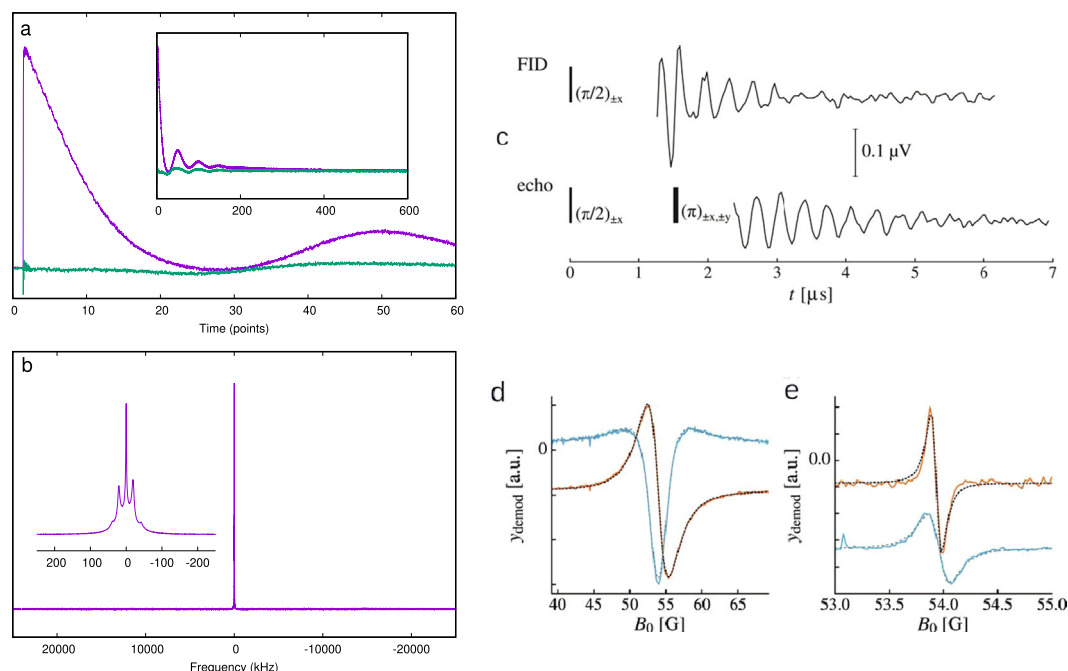 a
0 200 400 600
0 10 20 30 40 50 60
Time (points)
b
200 100 0 -100 -200
20000 10000 0 -10000 -20000
Frequency (kHz)
FID
(π/2)±x
c
0.1 μV
echo
(π/2)±x
(π)±x,±y
0 1 2 3 4 5 6 7
t [μs]
d
0
ydemod [a.u.]
40 45 50 55 60 65
B0 [G]
e
0.0
ydemod [a.u.]
53.0 53.5 54.0 54.5 55.0
B0 [G]